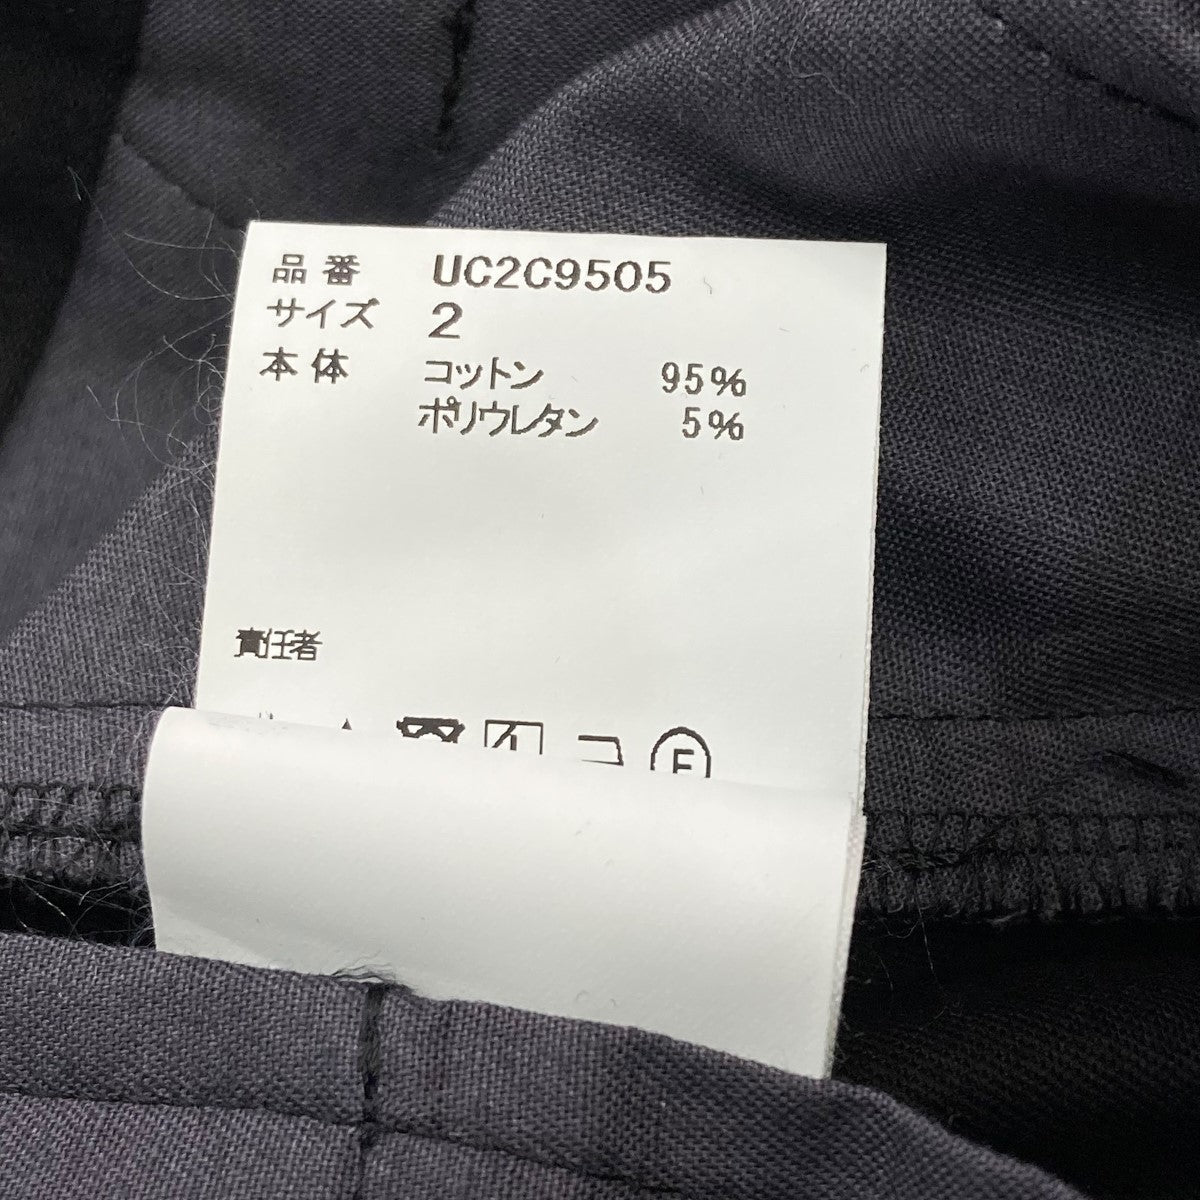 品番 UC2C9505
サイズ 2
本体 コットン 95%
ポリウレタン 5%
責任者
F